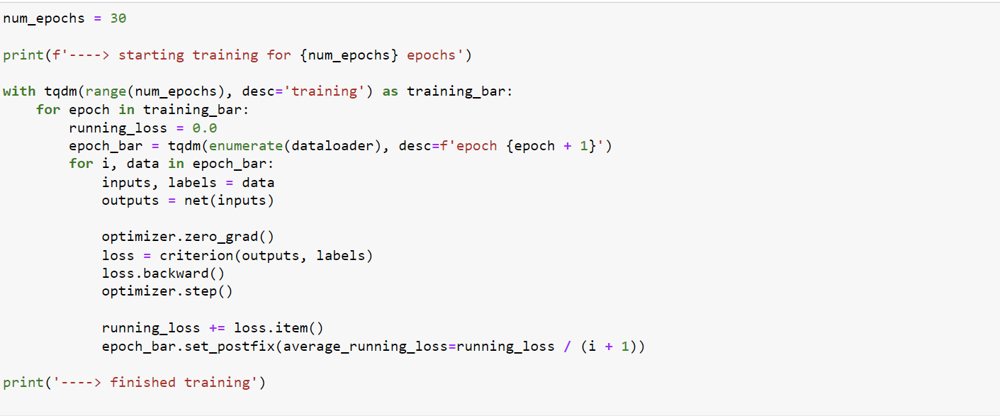 num_epochs = 30
print(f'----> starting training for {num_epochs} epochs')
with tqdm(range(num_epochs), desc='training') as training_bar:
    for epoch in training_bar:
        running_loss = 0.0
        epoch_bar = tqdm(enumerate(dataloader), desc=f'epoch {epoch + 1}')
        for i, data in epoch_bar:
            inputs, labels = data
            outputs = net(inputs)
            optimizer.zero_grad()
            loss = criterion(outputs, labels)
            loss.backward()
            optimizer.step()
            running_loss += loss.item()
            epoch_bar.set_postfix(average_running_loss=running_loss / (i + 1))
print('----> finished training')